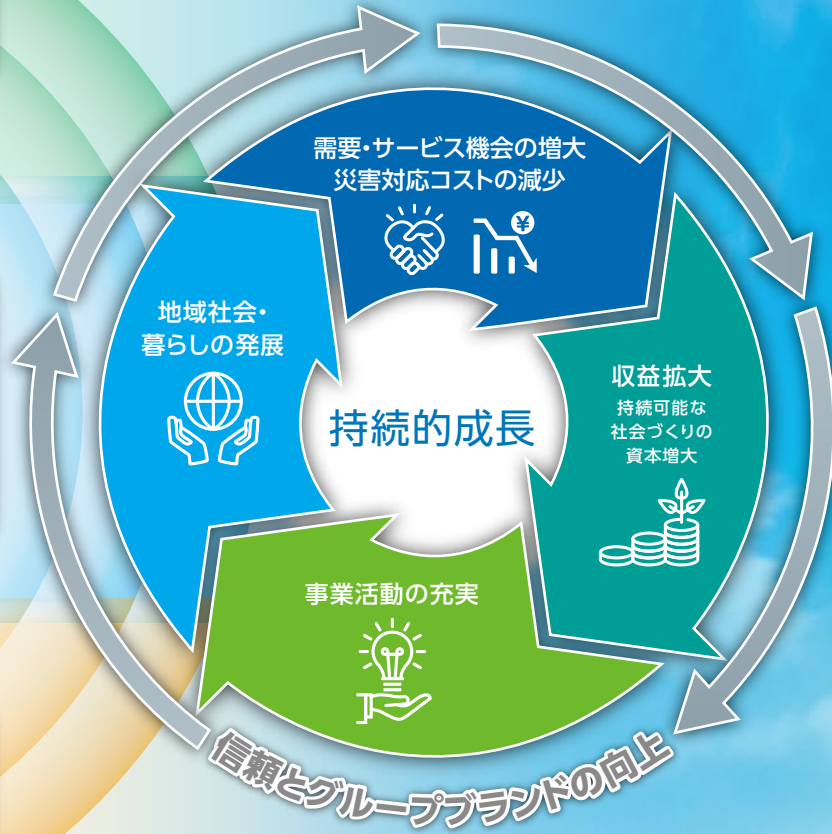 需要・サービス機会の増大
災害対応コストの減少
¥
地域社会・
暮らしの発展
収益拡大
持続可能な
社会づくりの
資本増大
持続的成長
事業活動の充実
信頼とグループブランドの向上